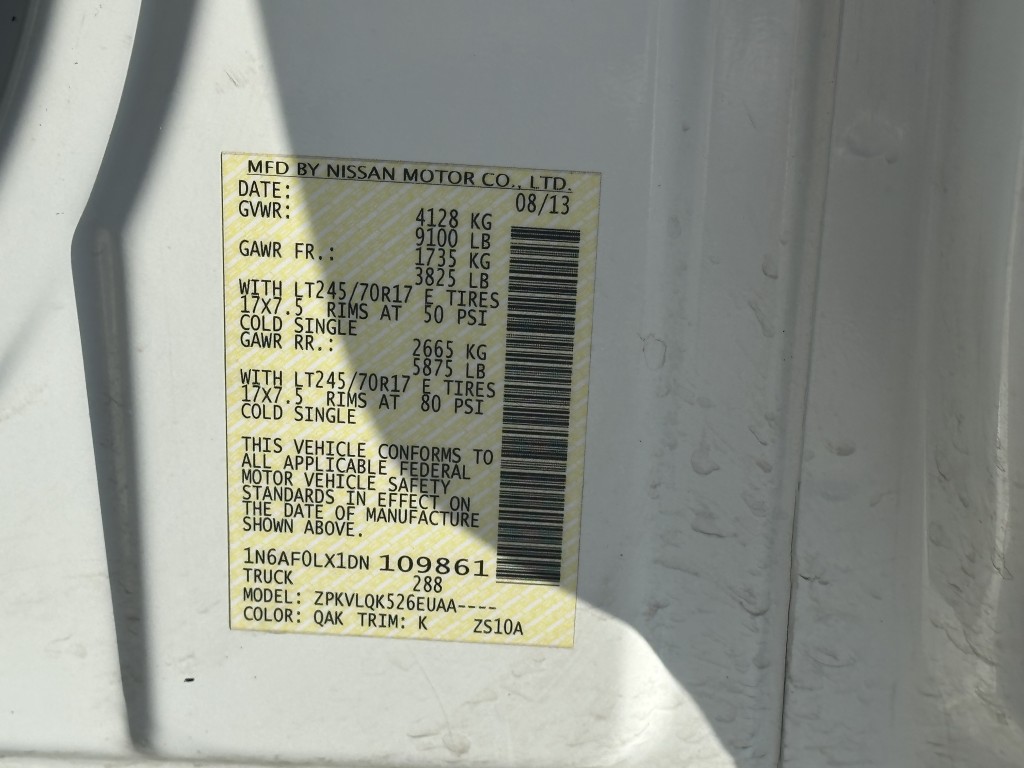 MFD BY NISSAN MOTOR CO., LTD.
DATE: 08/13
GVWR: 4128 KG
9100 LB
GAWR FR.: 1735 KG
3825 LB
WITH LT245/70R17 E TIRES
17X7.5 RIMS AT 50 PSI
COLD SINGLE
GAWR RR.: 2665 KG
5875 LB
WITH LT245/70R17 E TIRES
17X7.5 RIMS AT 80 PSI
COLD SINGLE
THIS VEHICLE CONFORMS TO
ALL APPLICABLE FEDERAL
MOTOR VEHICLE SAFETY
STANDARDS IN EFFECT ON
THE DATE OF MANUFACTURE
SHOWN ABOVE.
1N6AF0LX1DN 109861
TRUCK 288
MODEL: ZPKVLQK526EUAA----
COLOR: QAK TRIM: K ZS10A